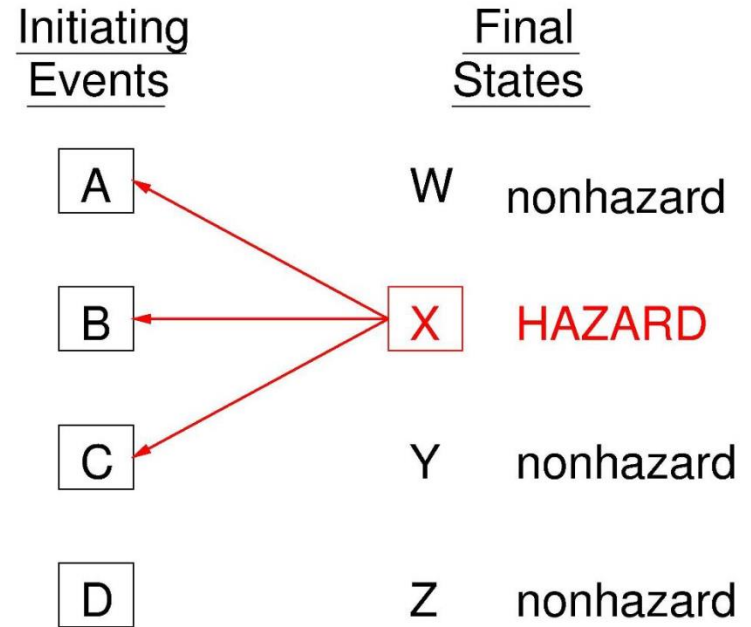 Initiating Final
Events States
A W nonhazard
B X HAZARD
C Y nonhazard
D Z nonhazard